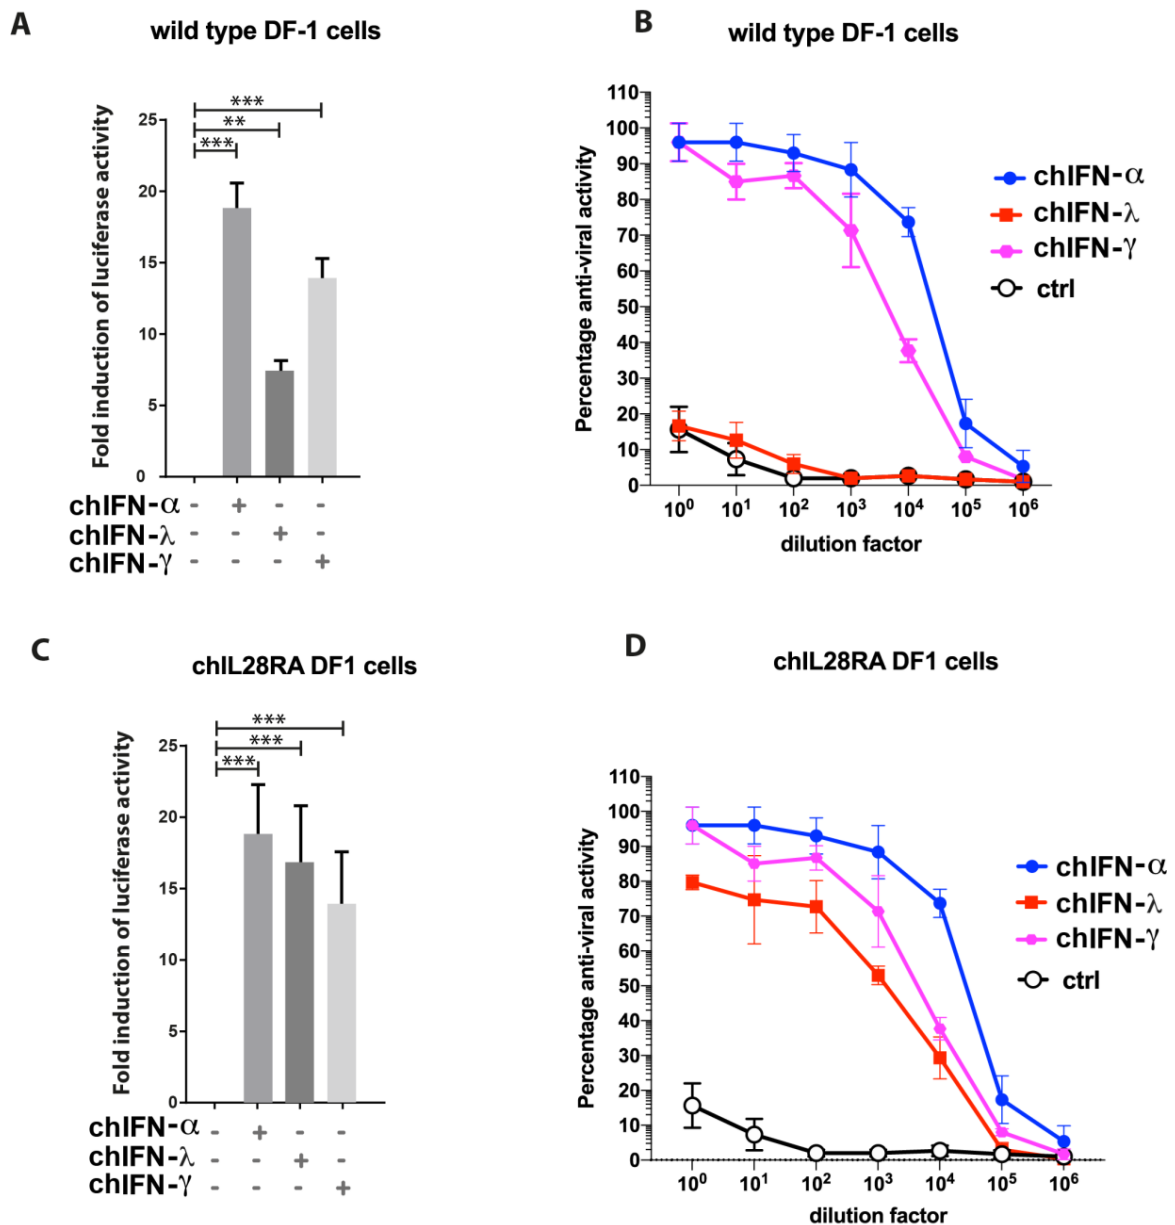 A
wild type DF-1 cells
Fold induction of luciferase activity
25
20
15
10
5
0
***
**
***
chIFN-α - + - -
chIFN-λ - - + -
chIFN-γ - - - +
B
wild type DF-1 cells
Percentage anti-viral activity
110
100
90
80
70
60
50
40
30
20
10
0
10⁰ 10¹ 10² 10³ 10⁴ 10⁵ 10⁶
dilution factor
chIFN-α
chIFN-λ
chIFN-γ
ctrl
C
chIL28RA DF1 cells
Fold induction of luciferase activity
25
20
15
10
5
0
***
***
***
chIFN-α - + - -
chIFN-λ - - + -
chIFN-γ - - - +
D
chIL28RA DF1 cells
Percentage anti-viral activity
110
100
90
80
70
60
50
40
30
20
10
0
10⁰ 10¹ 10² 10³ 10⁴ 10⁵ 10⁶
dilution factor
chIFN-α
chIFN-λ
chIFN-γ
ctrl